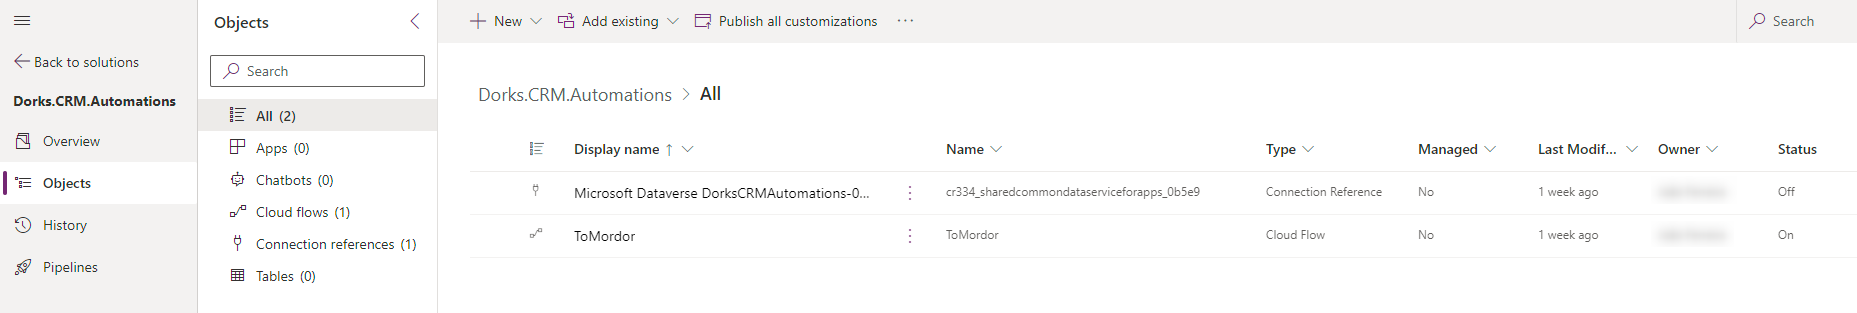 Back to solutions
Dorks.CRM.Automations
Overview
Objects
History
Pipelines
Objects
Search
All (2)
Apps (0)
Chatbots (0)
Cloud flows (1)
Connection references (1)
Tables (0)
New Add existing Publish all customizations ··· Search
Dorks.CRM.Automations > All
Display name ↑ Name Type Managed Last Modif... Owner Status
Microsoft Dataverse DorksCRMAutomations-0... cr334_sharedcommondataserviceforapps_0b5e9 Connection Reference No 1 week ago Off
ToMordor ToMordor Cloud Flow No 1 week ago On